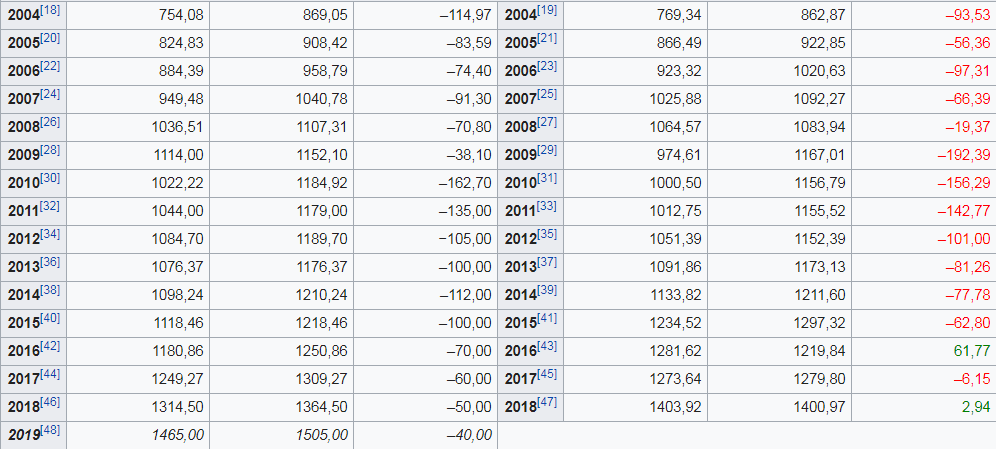 2004[18] 754,08 869,05 –114,97 2004[19] 769,34 862,87 –93,53
2005[20] 824,83 908,42 –83,59 2005[21] 866,49 922,85 –56,36
2006[22] 884,39 958,79 –74,40 2006[23] 923,32 1020,63 –97,31
2007[24] 949,48 1040,78 –91,30 2007[25] 1025,88 1092,27 –66,39
2008[26] 1036,51 1107,31 –70,80 2008[27] 1064,57 1083,94 –19,37
2009[28] 1114,00 1152,10 –38,10 2009[29] 974,61 1167,01 –192,39
2010[30] 1022,22 1184,92 –162,70 2010[31] 1000,50 1156,79 –156,29
2011[32] 1044,00 1179,00 –135,00 2011[33] 1012,75 1155,52 –142,77
2012[34] 1084,70 1189,70 −105,00 2012[35] 1051,39 1152,39 –101,00
2013[36] 1076,37 1176,37 –100,00 2013[37] 1091,86 1173,13 –81,26
2014[38] 1098,24 1210,24 –112,00 2014[39] 1133,82 1211,60 –77,78
2015[40] 1118,46 1218,46 –100,00 2015[41] 1234,52 1297,32 –62,80
2016[42] 1180,86 1250,86 –70,00 2016[43] 1281,62 1219,84 61,77
2017[44] 1249,27 1309,27 –60,00 2017[45] 1273,64 1279,80 –6,15
2018[46] 1314,50 1364,50 –50,00 2018[47] 1403,92 1400,97 2,94
2019[48] 1465,00 1505,00 –40,00